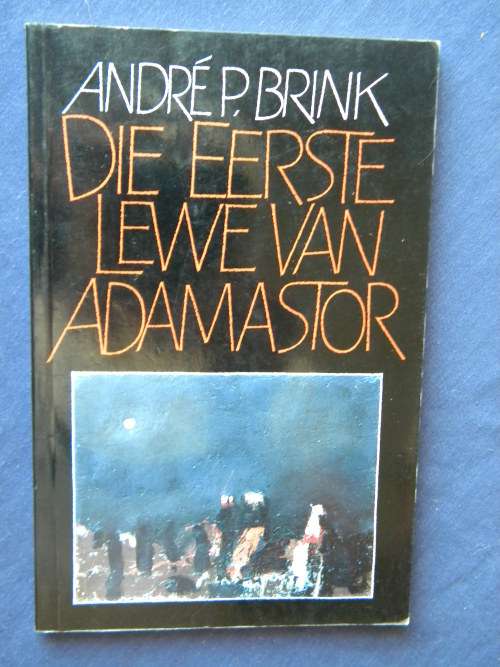 ANDRÉ P. BRINK
DIE EERSTE
LEWE VAN
ADAMASTOR